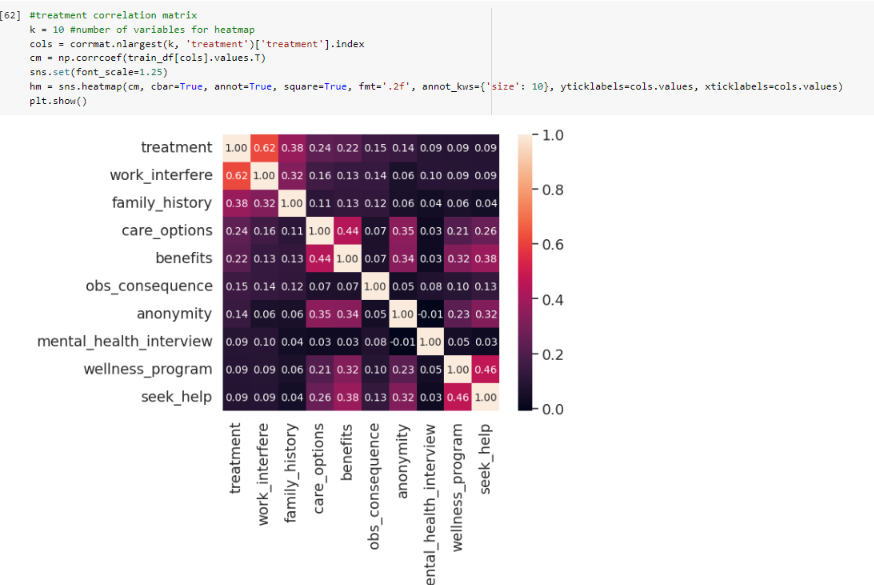 [62] #treatment correlation matrix
k = 10 #number of variables for heatmap
cols = corrmat.nlargest(k, 'treatment')['treatment'].index
cm = np.corrcoef(train_df[cols].values.T)
sns.set(font_scale=1.25)
hm = sns.heatmap(cm, cbar=True, annot=True, square=True, fmt='.2f', annot_kws={'size': 10}, yticklabels=cols.values, xticklabels=cols.values)
plt.show()
treatment 1.00 0.62 0.38 0.24 0.22 0.15 0.14 0.09 0.09 0.09
work_interfere 0.62 1.00 0.32 0.16 0.13 0.14 0.06 0.10 0.09 0.09
family_history 0.38 0.32 1.00 0.11 0.13 0.12 0.06 0.04 0.06 0.04
care_options 0.24 0.16 0.11 1.00 0.44 0.07 0.35 0.03 0.21 0.26
benefits 0.22 0.13 0.13 0.44 1.00 0.07 0.34 0.03 0.32 0.38
obs_consequence 0.15 0.14 0.12 0.07 0.07 1.00 0.05 0.08 0.10 0.13
anonymity 0.14 0.06 0.06 0.35 0.34 0.05 1.00 -0.01 0.23 0.32
mental_health_interview 0.09 0.10 0.04 0.03 0.03 0.08 -0.01 1.00 0.05 0.03
wellness_program 0.09 0.09 0.06 0.21 0.32 0.10 0.23 0.05 1.00 0.46
seek_help 0.09 0.09 0.04 0.26 0.38 0.13 0.32 0.03 0.46 1.00
treatment
work_interfere
family_history
care_options
benefits
obs_consequence
anonymity
ental_health_interview
wellness_program
seek_help
1.0
0.8
0.6
0.4
0.2
0.0